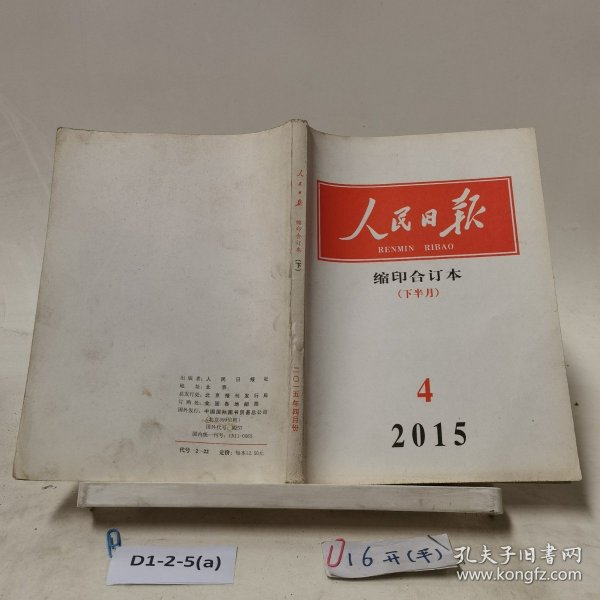 人民日报
RENMIN RIBAO
缩印合订本
(下半月)
4
2015
人民日报
缩印合订本
(下)
二〇一五年四月份
出版者:人民日报社
地址:北京
总发行处:北京报刊发行局
订购处:全国各地邮局
国外发行:中国国际图书贸易总公司
代号 2-22 定价:
D1-2-5(a)
16开(平)
孔夫子旧书网
www.kongfz.com